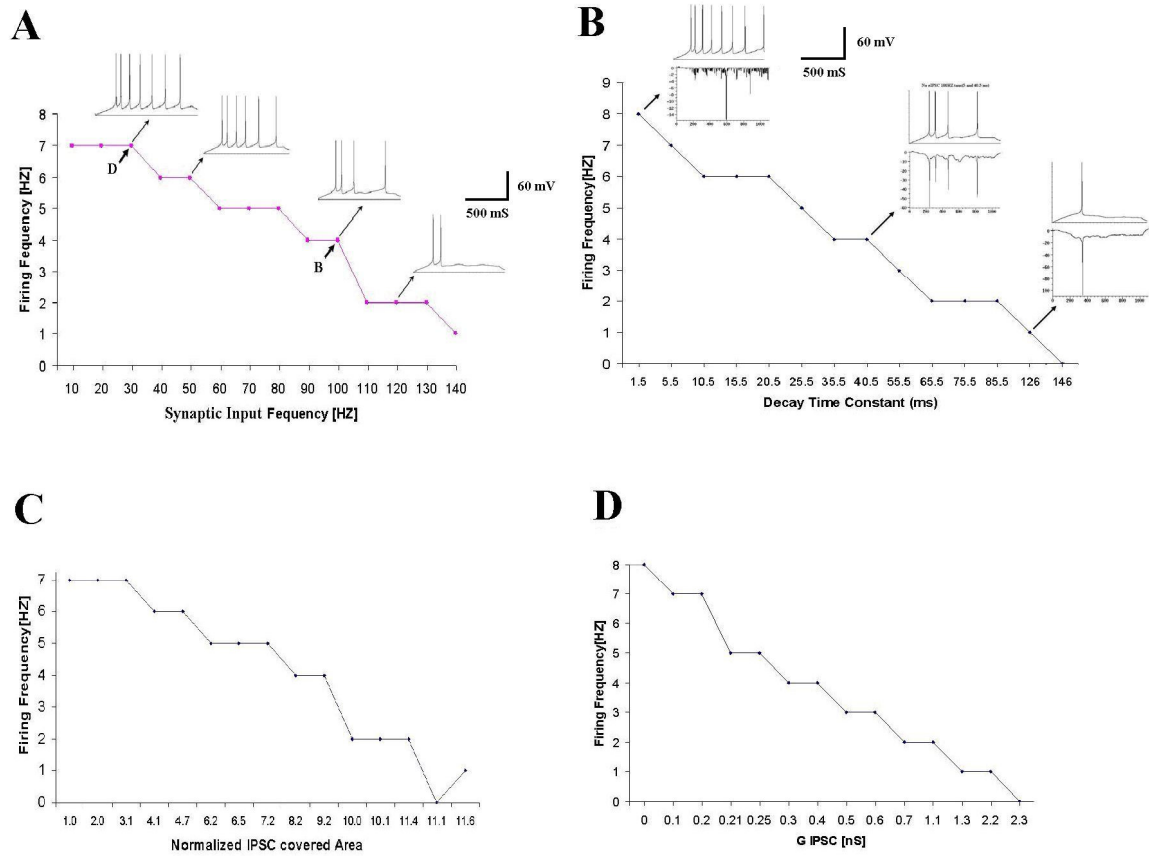 A
60 mV
500 mS
8
7
6
5
4
3
2
1
0
Firing Frequency [HZ]
D
B
10 20 30 40 50 60 70 80 90 100 110 120 130 140
Synaptic Input Fequency [HZ]
B
60 mV
500 mS
9
8
7
6
5
4
3
2
1
0
Firing Frequency[HZ]
1.5 5.5 10.5 15.5 20.5 25.5 35.5 40.5 55.5 65.5 75.5 85.5 126 146
Decay Time Constant (ms)
C
7
6
5
4
3
2
1
0
Firing Frequency[HZ]
1.0 2.0 3.1 4.1 4.7 6.2 6.5 7.2 8.2 9.2 10.0 10.1 11.4 11.1 11.6
Normalized IPSC covered Area
D
8
7
6
5
4
3
2
1
0
Firing Frequency[HZ]
0 0.1 0.2 0.21 0.25 0.3 0.4 0.5 0.6 0.7 1.1 1.3 2.2 2.3
G IPSC [nS]